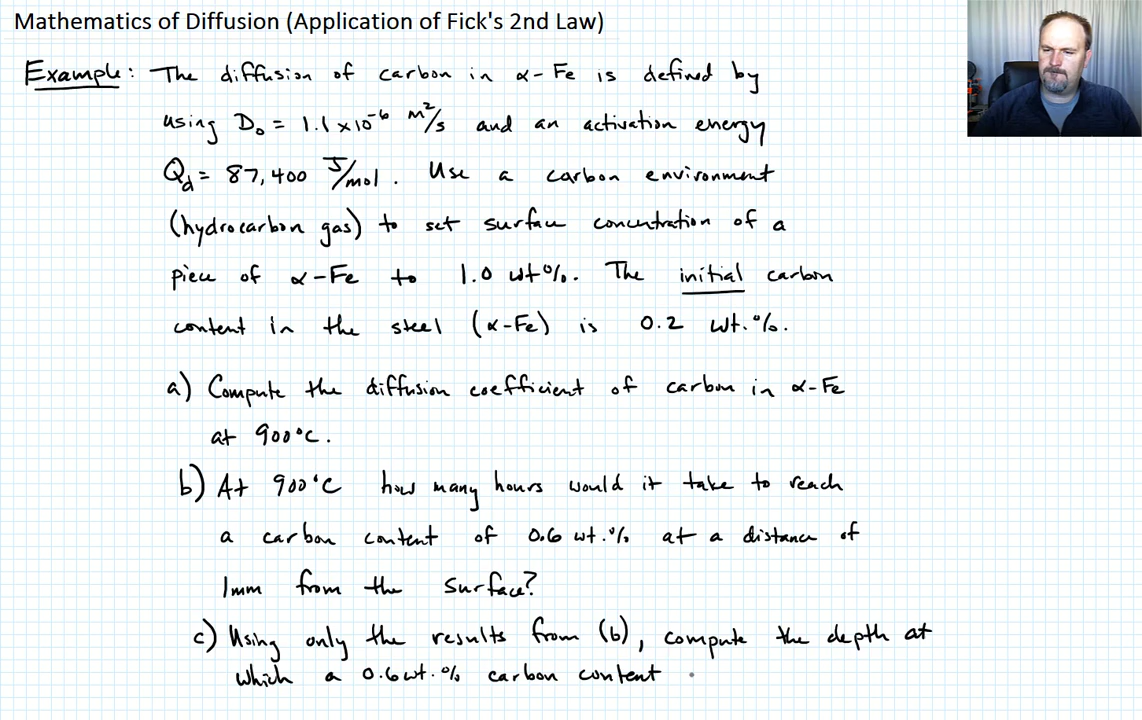 Mathematics of Diffusion (Application of Fick's 2nd Law)
Example: The diffusion of carbon in α-Fe is defined by
using D₀ = 1.1 x 10⁻⁶ m²/s and an activation energy
Q_d = 87,400 J/mol. Use a carbon environment
(hydrocarbon gas) to set surface concentration of a
piece of α-Fe to 1.0 wt%. The initial carbon
content in the steel (α-Fe) is 0.2 wt.%.
a) Compute the diffusion coefficient of carbon in α-Fe
at 900°C.
b) At 900°C how many hours would it take to reach
a carbon content of 0.6 wt.% at a distance of
1mm from the surface?
c) Using only the results from (b), compute the depth at
which a 0.6 wt.% carbon content